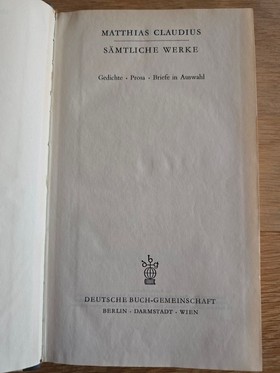 MATTHIAS CLAUDIUS
SÄMTLICHE WERKE
Gedichte · Prosa · Briefe in Auswahl
DEUTSCHE BUCH-GEMEINSCHAFT
BERLIN · DARMSTADT · WIEN